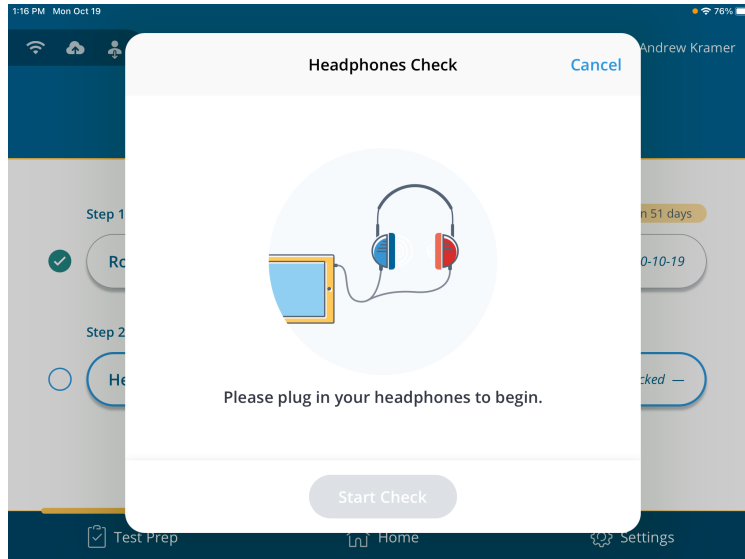 1:16 PM Mon Oct 19 76%
Headphones Check
Cancel
Andrew Kramer
Step 1
n 51 days
Ro
0-10-19
Step 2
He
cked —
Please plug in your headphones to begin.
Start Check
Test Prep
Home
Settings